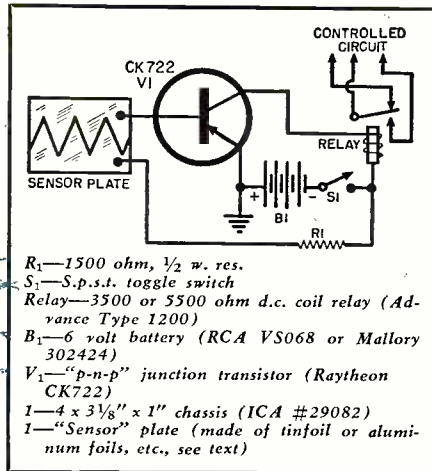 CONTROLLED
CIRCUIT
CK722
V1
RELAY
SENSOR PLATE
+
-
S1
B1
R1
R₁—1500 ohm, ½ w. res.
S₁—S.p.s.t. toggle switch
Relay—3500 or 5500 ohm d.c. coil relay (Ad-
vance Type 1200)
B₁—6 volt battery (RCA VS068 or Mallory
302424)
V₁—"p-n-p" junction transistor (Raytheon
CK722)
1—4 x 3⅛" x 1" chassis (ICA #29082)
1—"Sensor" plate (made of tinfoil or alumi-
num foils, etc., see text)